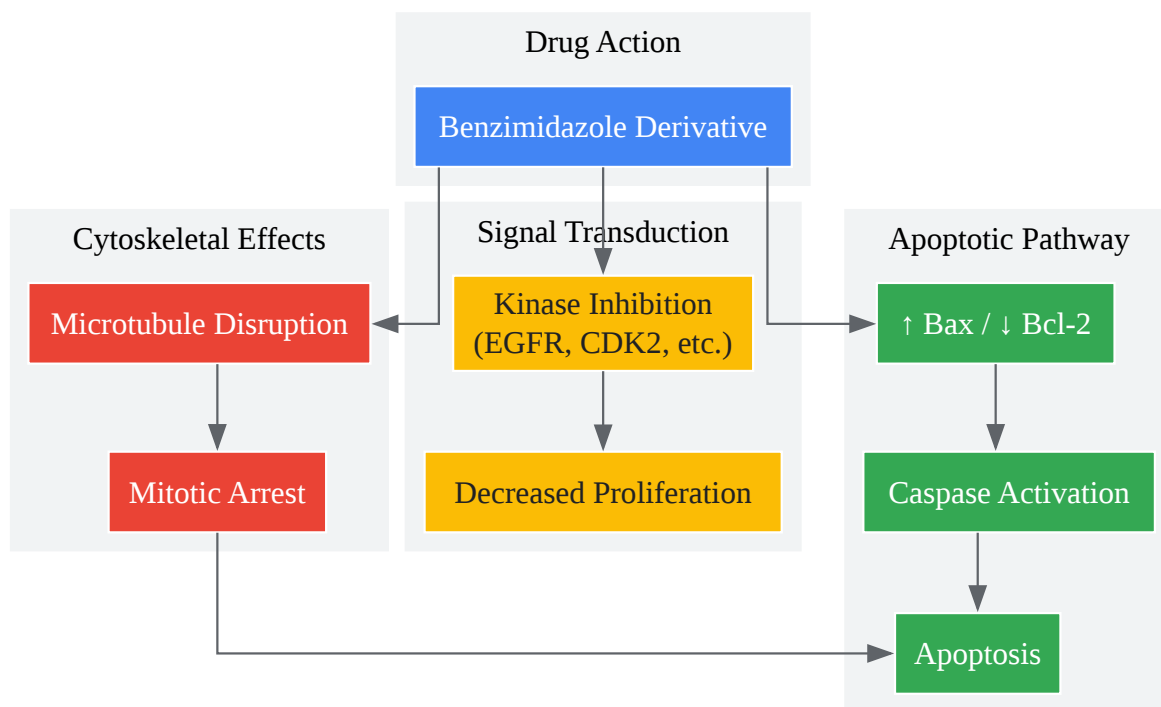 Drug Action
Benzimidazole Derivative
Cytoskeletal Effects
Microtubule Disruption
Mitotic Arrest
Signal Transduction
Kinase Inhibition
(EGFR, CDK2, etc.)
Decreased Proliferation
Apoptotic Pathway
↑ Bax / ↓ Bcl-2
Caspase Activation
Apoptosis